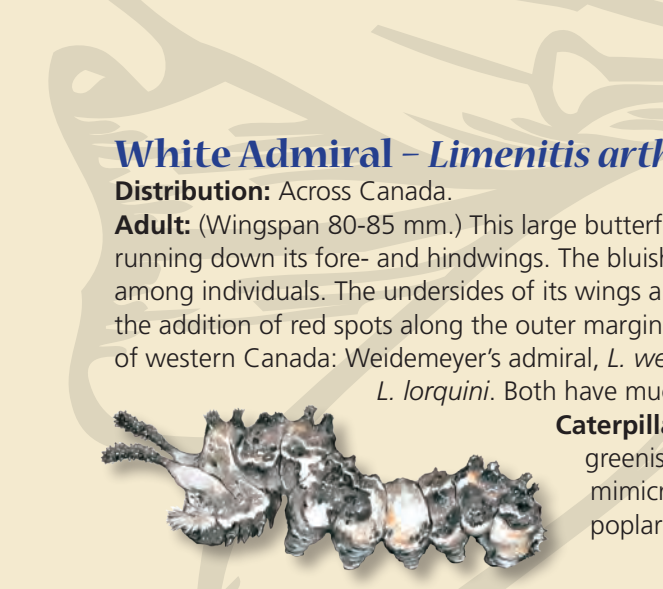 White Admiral – Limenitis arth
Distribution: Across Canada.
Adult: (Wingspan 80-85 mm.) This large butterf
running down its fore- and hindwings. The bluish
among individuals. The undersides of its wings a
the addition of red spots along the outer margin
of western Canada: Weidemeyer’s admiral, L. we
L. lorquini. Both have mu
Caterpilla
greenis
mimicr
poplar